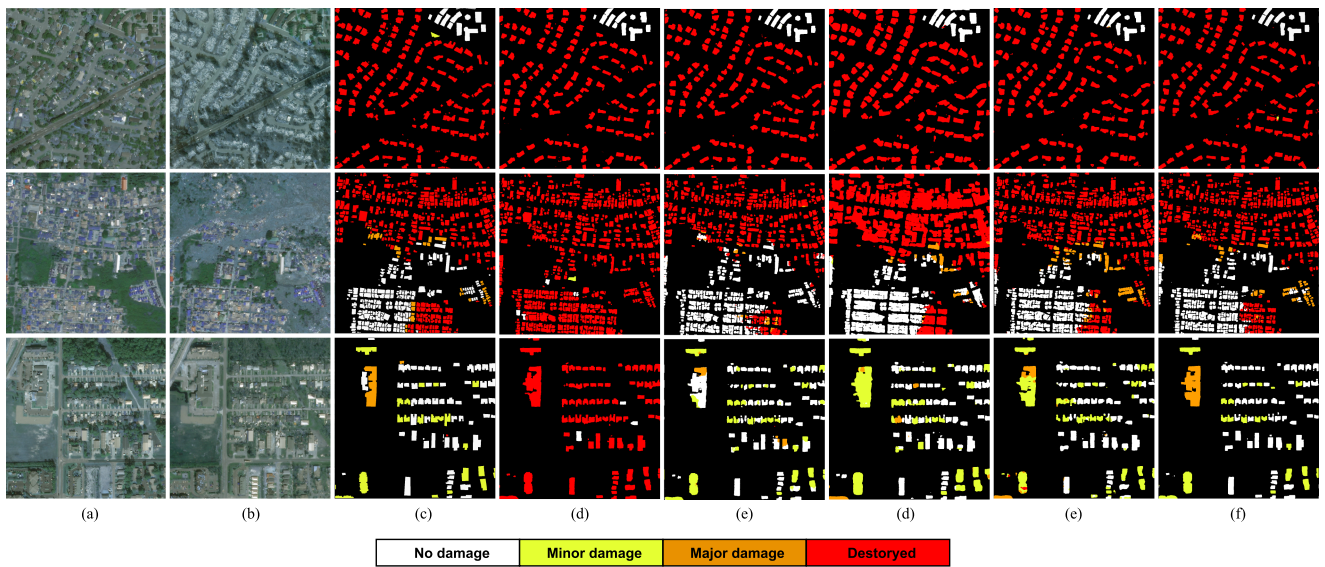 (a) (b) (c) (d) (e) (d) (e) (f)
No damage Minor damage Major damage Destoryed